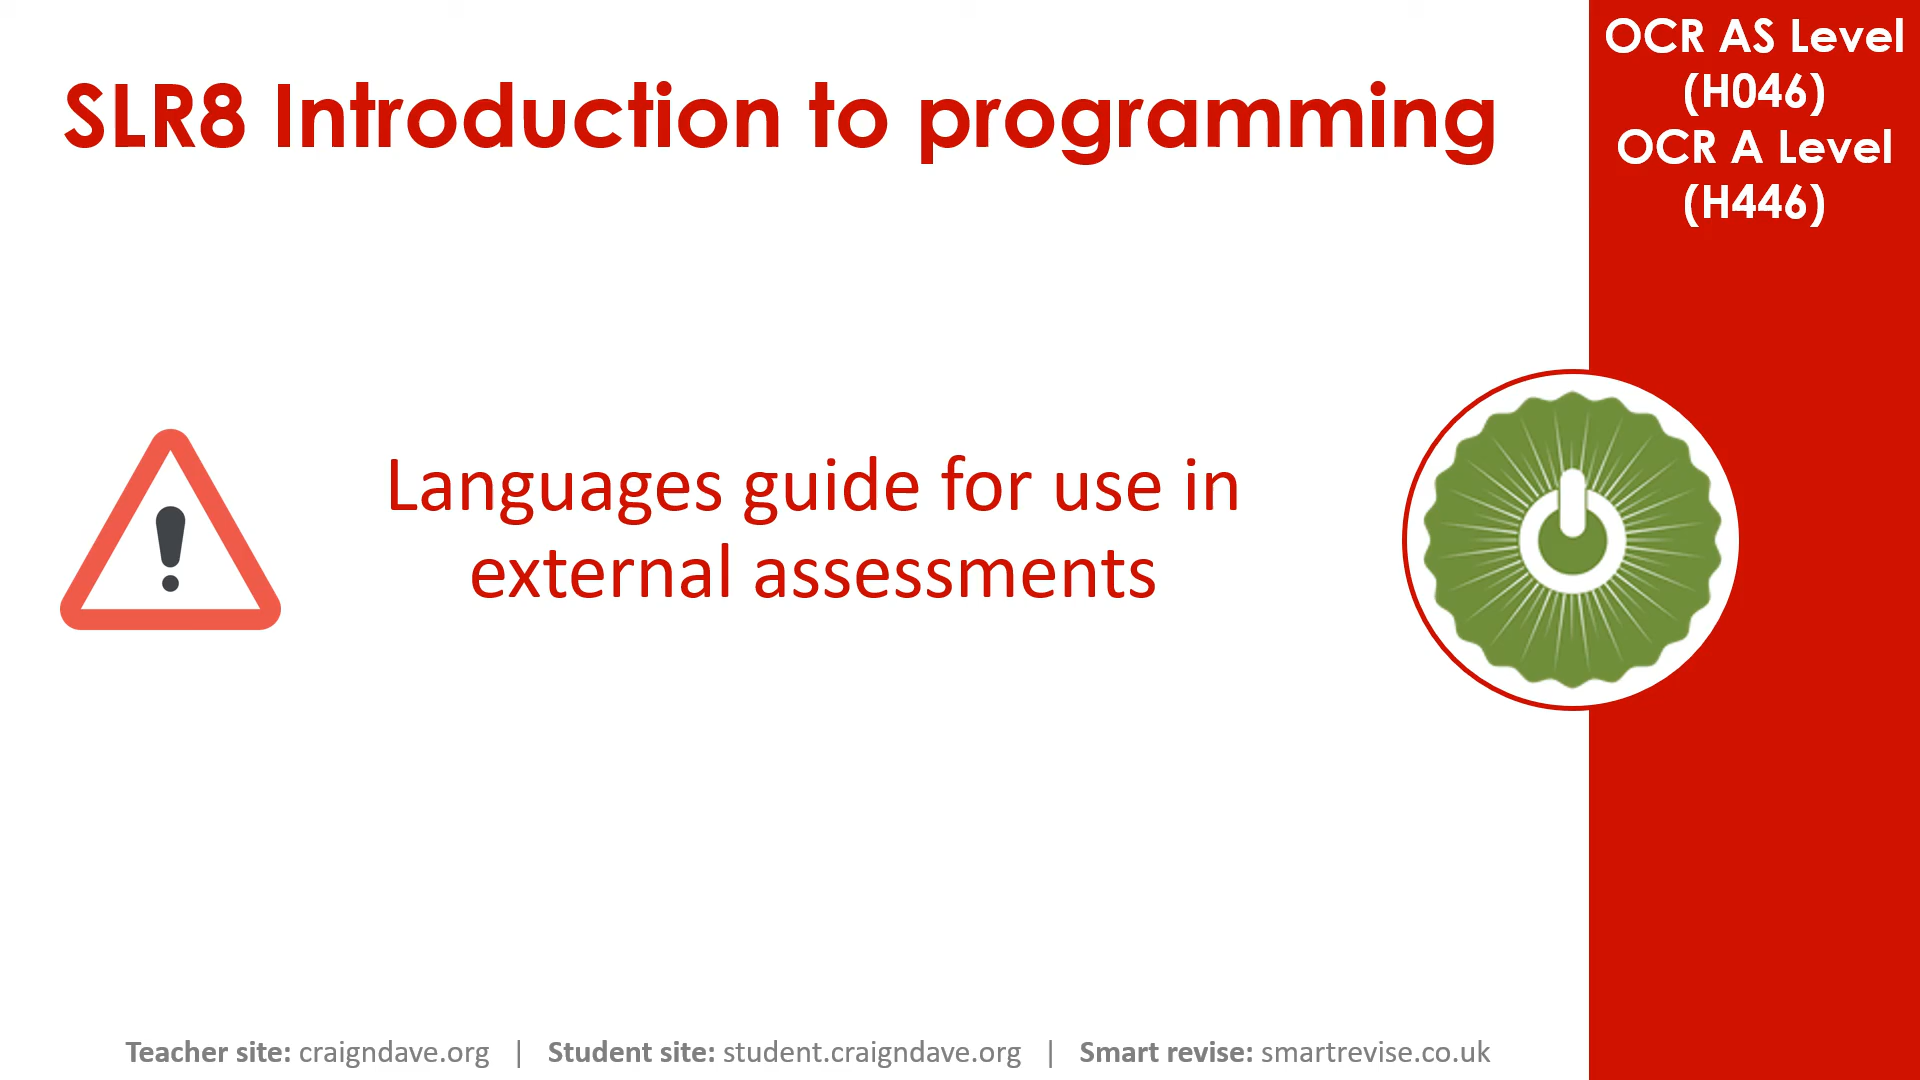 SLR8 Introduction to programming
OCR AS Level
(H046)
OCR A Level
(H446)
Languages guide for use in
external assessments
Teacher site: craigndave.org | Student site: student.craigndave.org | Smart revise: smartrevise.co.uk